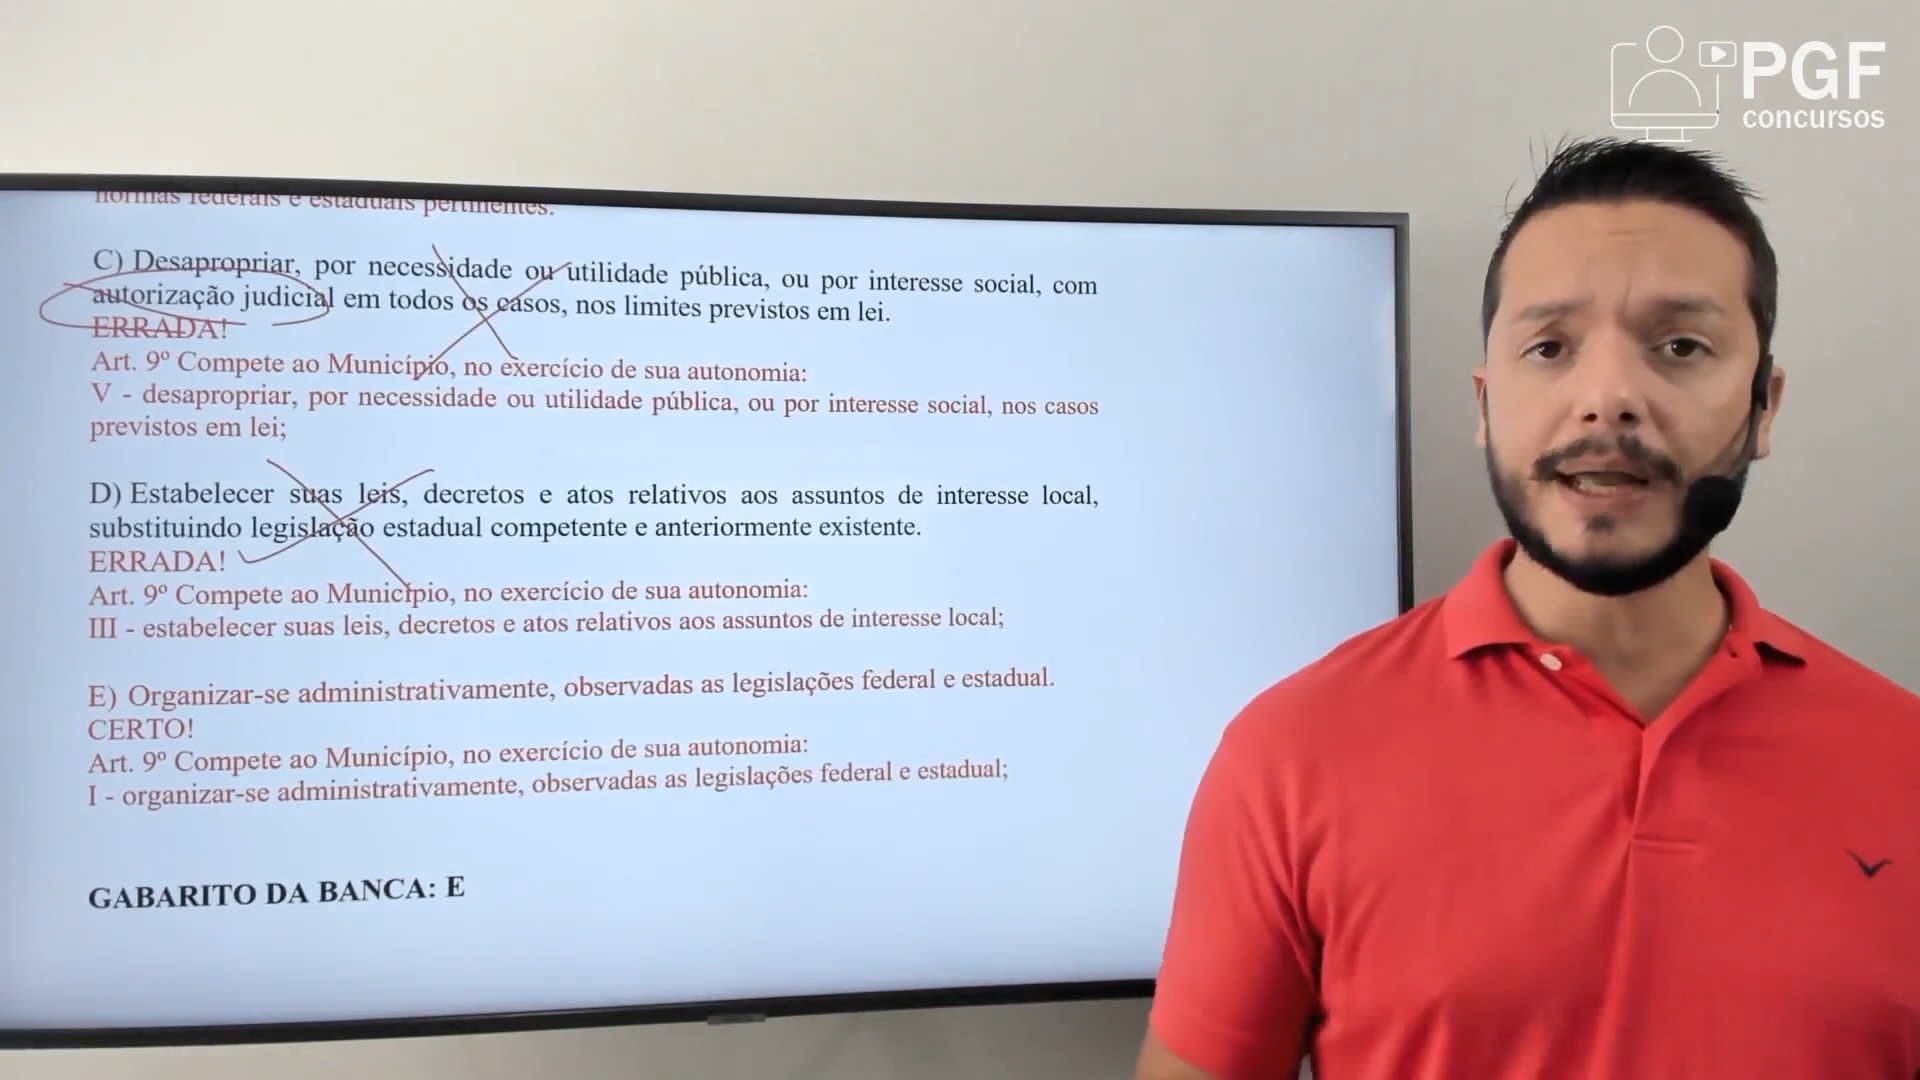 PGF
concursos
normas federais e estaduais pertinentes.
C) Desapropriar, por necessidade ou utilidade pública, ou por interesse social, com
autorização judicial em todos os casos, nos limites previstos em lei.
ERRADA!
Art. 9º Compete ao Município, no exercício de sua autonomia:
V - desapropriar, por necessidade ou utilidade pública, ou por interesse social, nos casos
previstos em lei;
D) Estabelecer suas leis, decretos e atos relativos aos assuntos de interesse local,
substituindo legislação estadual competente e anteriormente existente.
ERRADA!
Art. 9º Compete ao Município, no exercício de sua autonomia:
III - estabelecer suas leis, decretos e atos relativos aos assuntos de interesse local;
E) Organizar-se administrativamente, observadas as legislações federal e estadual.
CERTO!
Art. 9º Compete ao Município, no exercício de sua autonomia:
I - organizar-se administrativamente, observadas as legislações federal e estadual;
GABARITO DA BANCA: E